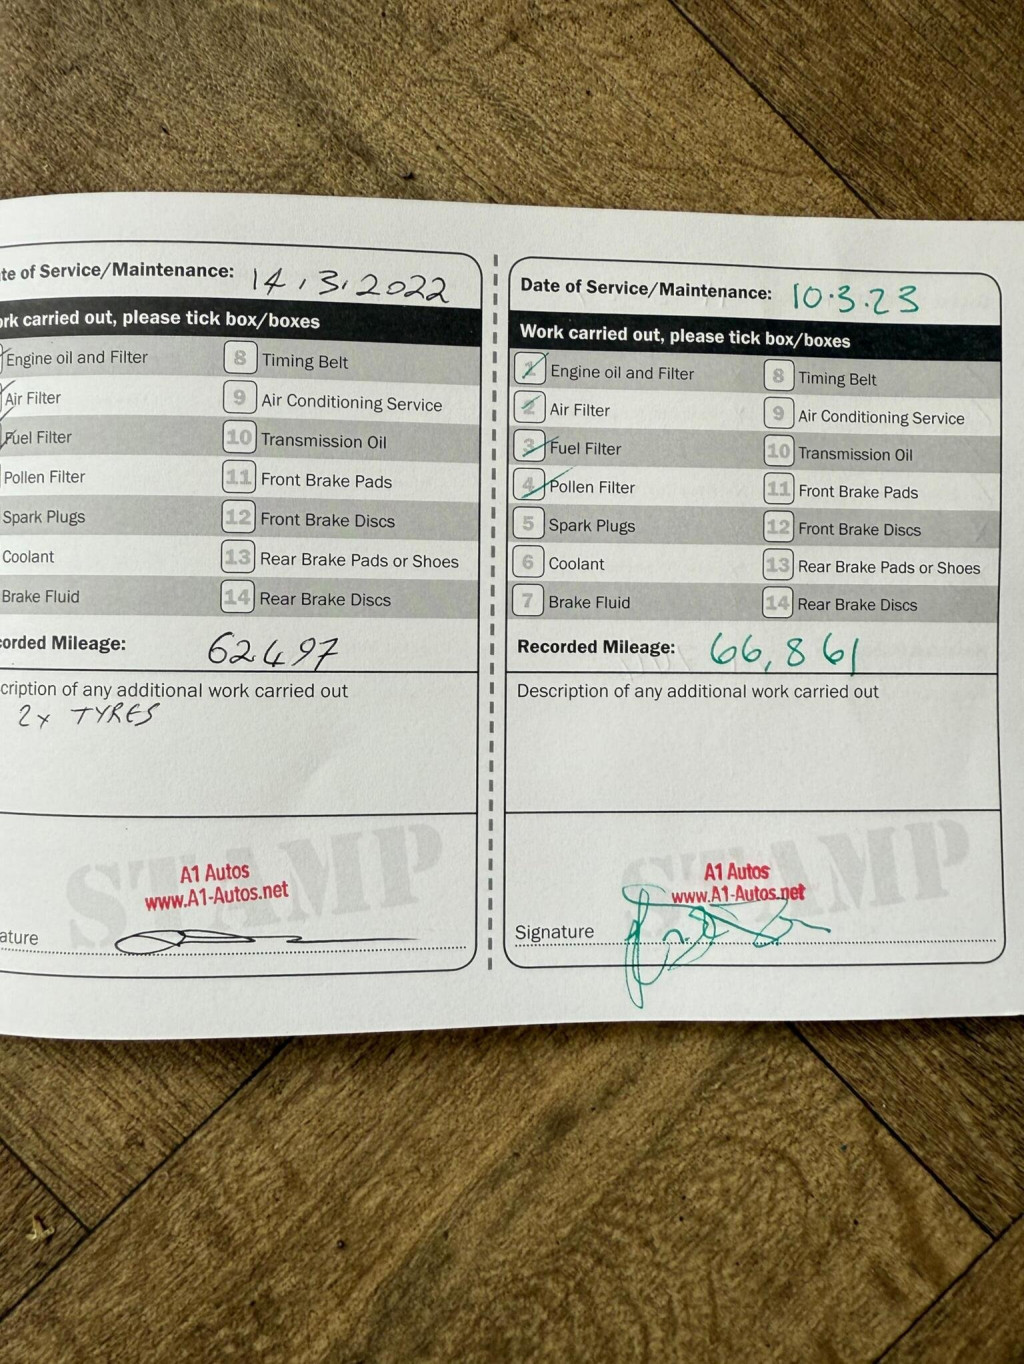 te of Service/Maintenance: 14.3.2022
ork carried out, please tick box/boxes
Engine oil and Filter 8 Timing Belt
Air Filter 9 Air Conditioning Service
Fuel Filter 10 Transmission Oil
Pollen Filter 11 Front Brake Pads
Spark Plugs 12 Front Brake Discs
Coolant 13 Rear Brake Pads or Shoes
Brake Fluid 14 Rear Brake Discs
corded Mileage: 62497
cription of any additional work carried out
2x TYRES
STAMP
A1 Autos
www.A1-Autos.net
ature
Date of Service/Maintenance: 10.3.23
Work carried out, please tick box/boxes
1 Engine oil and Filter 8 Timing Belt
2 Air Filter 9 Air Conditioning Service
3 Fuel Filter 10 Transmission Oil
4 Pollen Filter 11 Front Brake Pads
5 Spark Plugs 12 Front Brake Discs
6 Coolant 13 Rear Brake Pads or Shoes
7 Brake Fluid 14 Rear Brake Discs
Recorded Mileage: 66,861
Description of any additional work carried out
STAMP
A1 Autos
www.A1-Autos.net
Signature